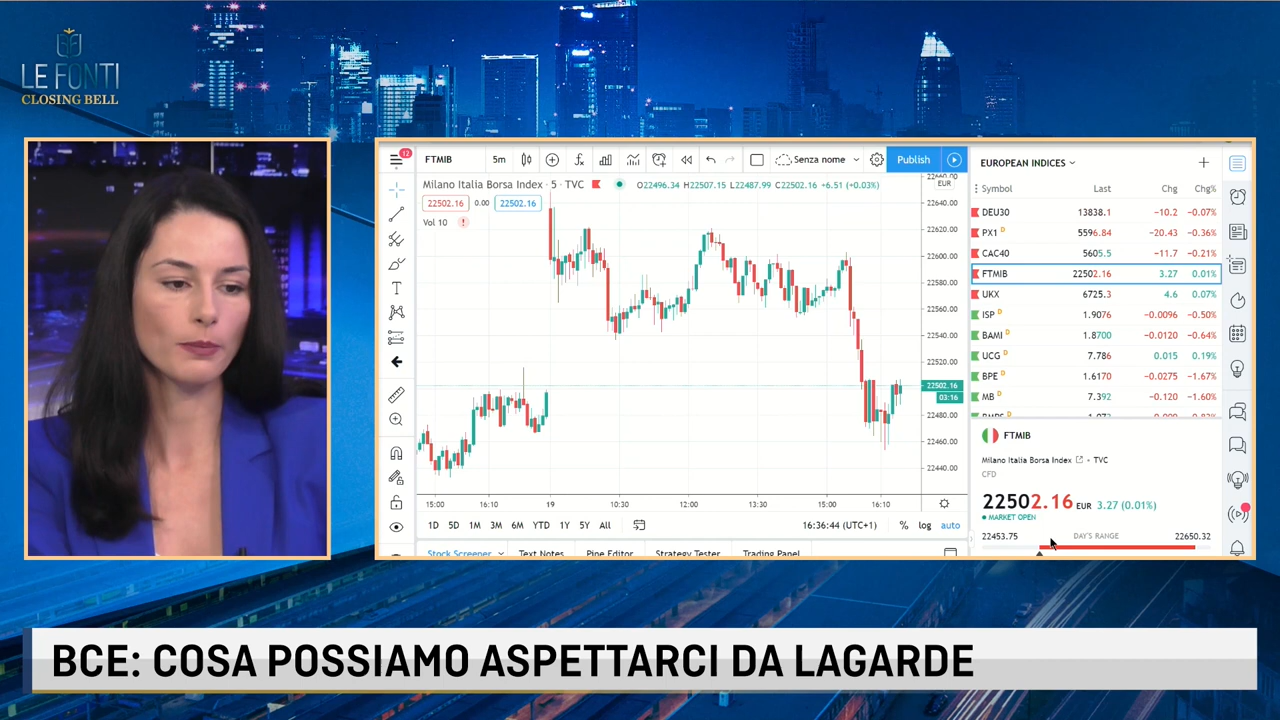 LE FONTI
CLOSING BELL
12
FTMIB
5m
Senza nome
Publish
Milano Italia Borsa Index · 5 · TVC
O22496.34 H22507.15 L22487.99 C22502.16 +6.51 (+0.03%)
22502.16 0.00 22502.16
Vol 10
22660.00
EUR
22640.00
22620.00
22600.00
22580.00
22560.00
22540.00
22520.00
22502.16
03:16
22480.00
22460.00
22440.00
15:00 16:10 19 10:30 12:00 13:30 15:00 16:10
1D 5D 1M 3M 6M YTD 1Y 5Y All
16:36:44 (UTC+1) % log auto
Stock Screener Text Notes Pine Editor Strategy Tester Trading Panel
EUROPEAN INDICES
Symbol Last Chg Chg%
DEU30 13838.1 −10.2 −0.07%
PX1 D 5596.84 −20.43 −0.36%
CAC40 5605.5 −11.7 −0.21%
FTMIB 22502.16 3.27 0.01%
UKX 6725.3 4.6 0.07%
ISP D 1.9076 −0.0096 −0.50%
BAMI D 1.8700 −0.0120 −0.64%
UCG D 7.786 0.015 0.19%
BPE D 1.6170 −0.0275 −1.67%
MB D 7.392 −0.120 −1.60%
FTMIB
Milano Italia Borsa Index • TVC
CFD
22502.16 EUR 3.27 (0.01%)
MARKET OPEN
22453.75 DAY'S RANGE 22650.32
BCE: COSA POSSIAMO ASPETTARCI DA LAGARDE